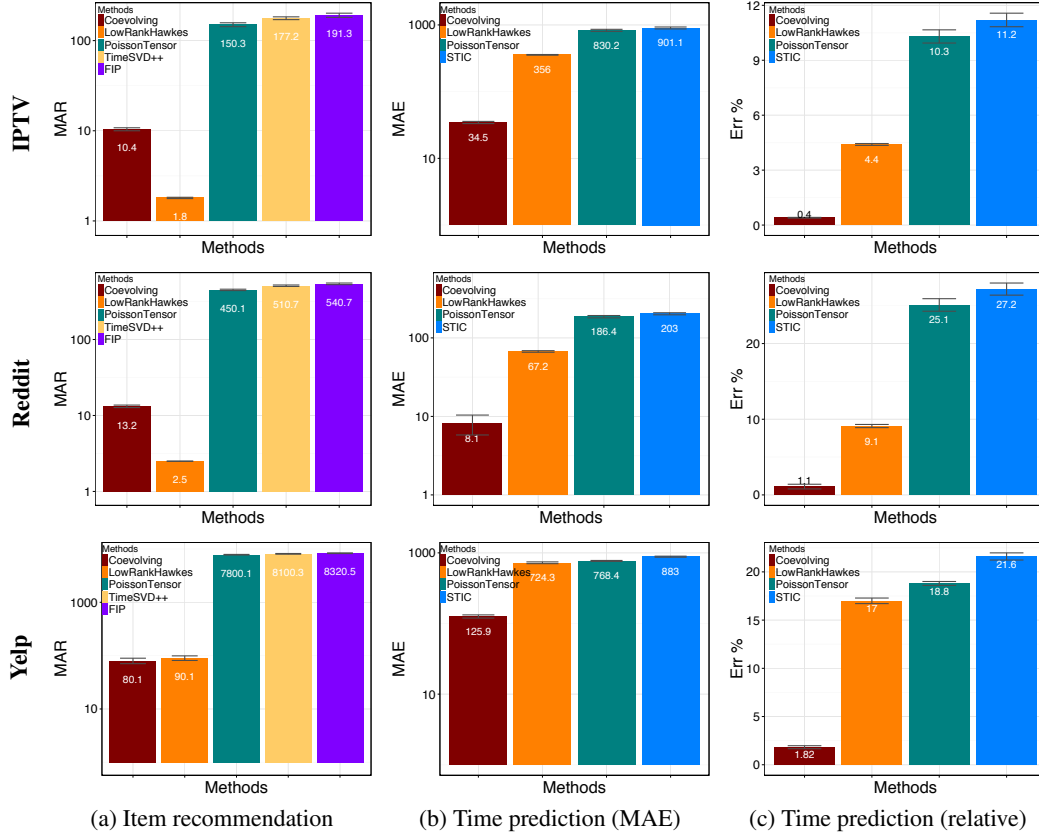 IPTV
MAR
100
10
1
Methods
Coevolving
LowRankHawkes
PoissonTensor
TimeSVD++
FIP
10.4
1.8
150.3
177.2
191.3
Methods
MAE
1000
10
Methods
Coevolving
LowRankHawkes
PoissonTensor
STIC
34.5
356
830.2
901.1
Methods
Err %
12
9
6
3
0
Methods
Coevolving
LowRankHawkes
PoissonTensor
STIC
0.4
4.4
10.3
11.2
Methods
Reddit
MAR
100
10
1
Methods
Coevolving
LowRankHawkes
PoissonTensor
TimeSVD++
FIP
13.2
2.5
450.1
510.7
540.7
Methods
MAE
100
10
1
Methods
Coevolving
LowRankHawkes
PoissonTensor
STIC
8.1
67.2
186.4
203
Methods
Err %
20
10
0
Methods
Coevolving
LowRankHawkes
PoissonTensor
STIC
1.1
9.1
25.1
27.2
Methods
Yelp
MAR
1000
10
Methods
Coevolving
LowRankHawkes
PoissonTensor
TimeSVD++
FIP
80.1
90.1
7800.1
8100.3
8320.5
Methods
MAE
1000
10
Methods
Coevolving
LowRankHawkes
PoissonTensor
STIC
125.9
724.3
768.4
883
Methods
Err %
20
15
10
5
0
Methods
Coevolving
LowRankHawkes
PoissonTensor
STIC
1.82
17
18.8
21.6
Methods
(a) Item recommendation
(b) Time prediction (MAE)
(c) Time prediction (relative)